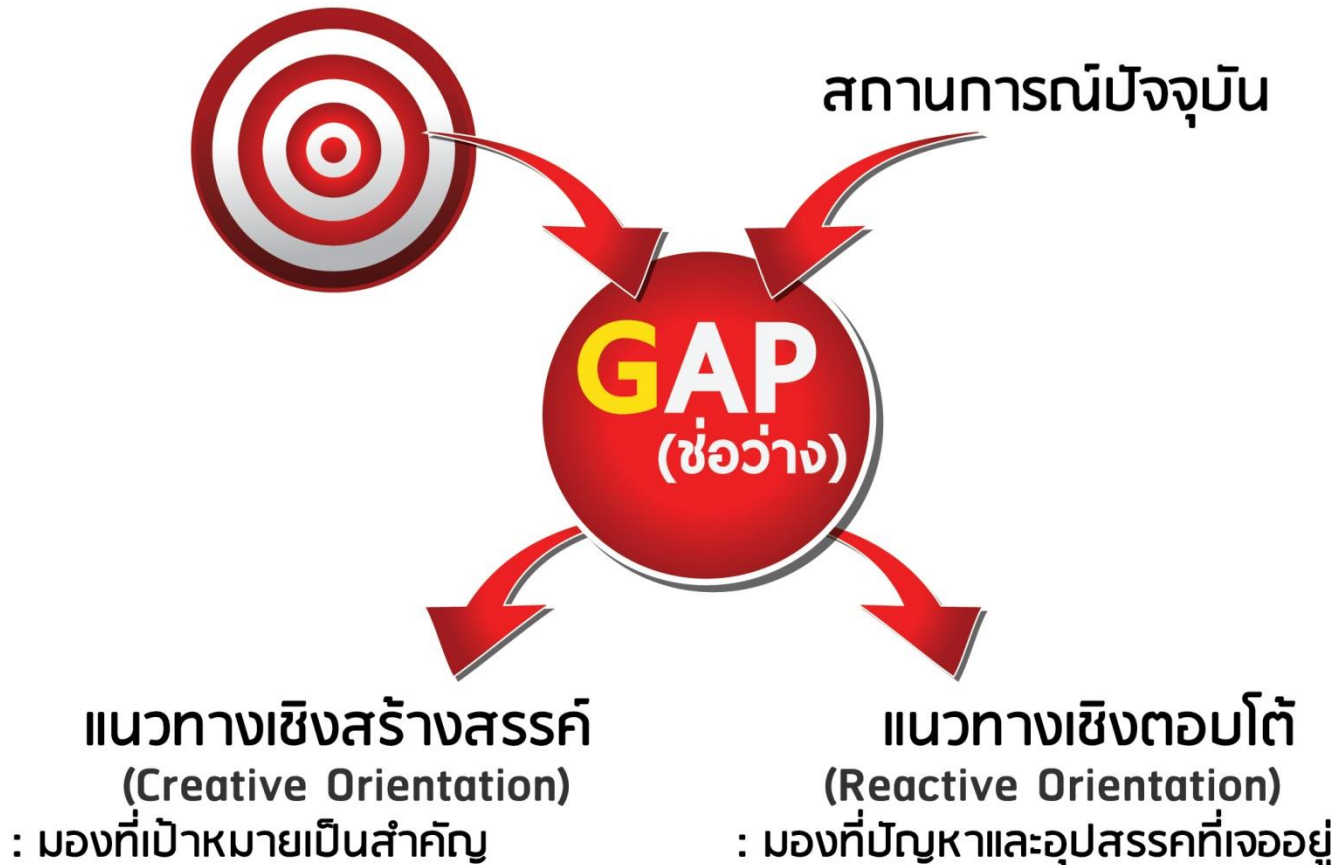 สถานการณ์ปัจจุบัน
GAP
(ช่อว่าง)
แนวทางเชิงสร้างสรรค์
(Creative Orientation)
: มองที่เป้าหมายเป็นสำคัญ
แนวทางเชิงตอบโต้
(Reactive Orientation)
: มองที่ปัญหาและอุปสรรคที่เจออยู่